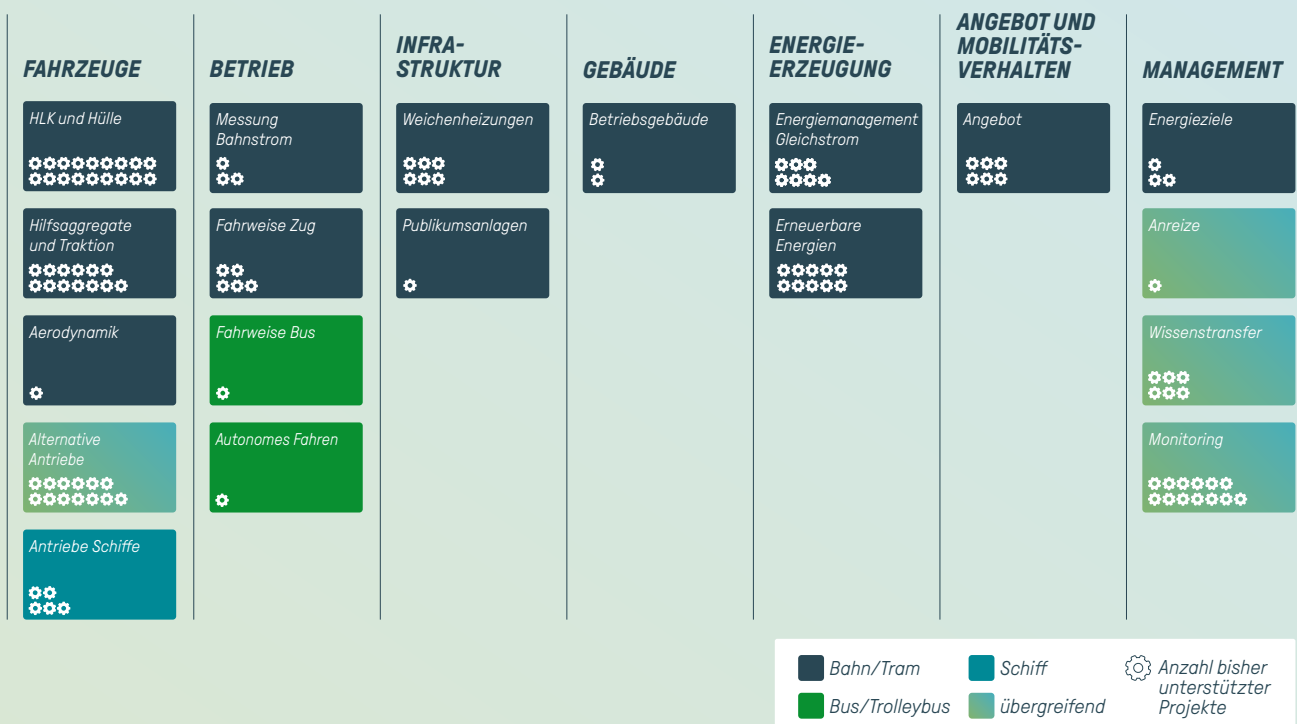 FAHRZEUGE
HLK und Hülle
Hilfsaggregate
und Traktion
Aerodynamik
Alternative
Antriebe
Antriebe Schiffe
BETRIEB
Messung
Bahnstrom
Fahrweise Zug
Fahrweise Bus
Autonomes Fahren
INFRA-
STRUKTUR
Weichenheizungen
Publikumsanlagen
GEBÄUDE
Betriebsgebäude
ENERGIE-
ERZEUGUNG
Energiemanagement
Gleichstrom
Erneuerbare
Energien
ANGEBOT UND
MOBILITÄTS-
VERHALTEN
Angebot
MANAGEMENT
Energieziele
Anreize
Wissenstransfer
Monitoring
Bahn/Tram
Bus/Trolleybus
Schiff
übergreifend
Anzahl bisher
unterstützter
Projekte